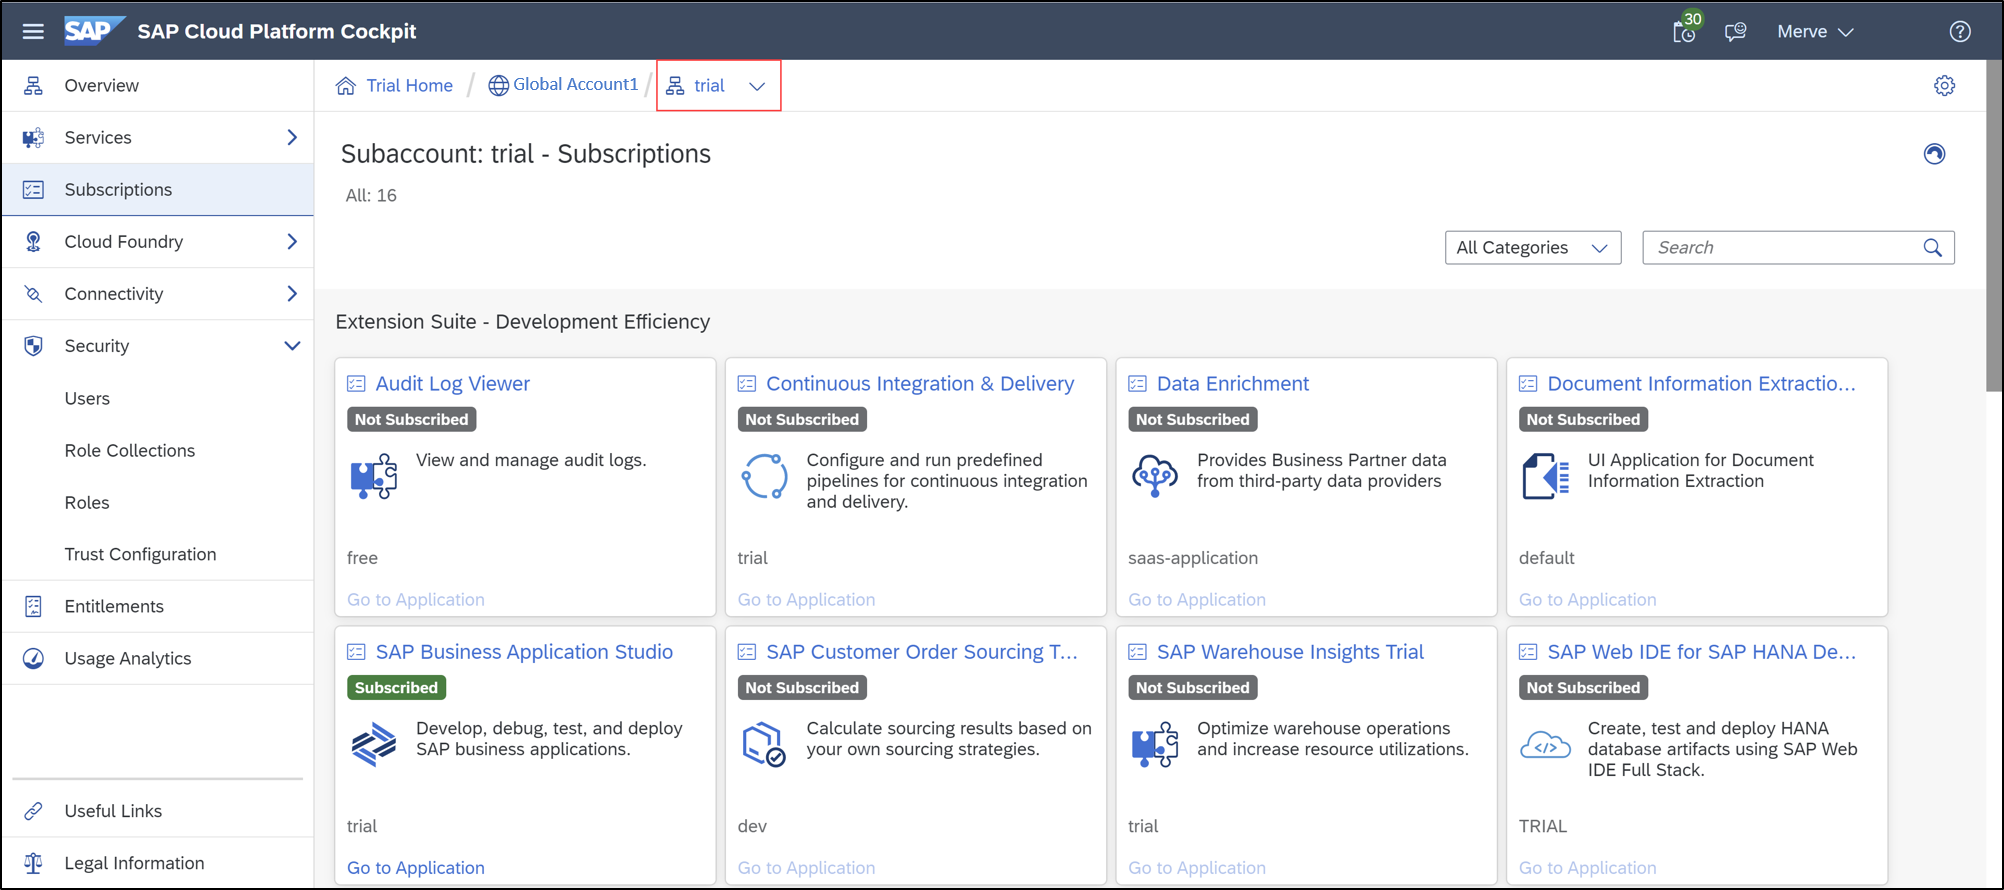 SAP SAP Cloud Platform Cockpit
30
Merve
Overview
Services
Subscriptions
Cloud Foundry
Connectivity
Security
Users
Role Collections
Roles
Trust Configuration
Entitlements
Usage Analytics
Useful Links
Legal Information
Trial Home / Global Account1 / trial
Subaccount: trial - Subscriptions
All: 16
All Categories
Search
Extension Suite - Development Efficiency
Audit Log Viewer
Not Subscribed
View and manage audit logs.
free
Go to Application
Continuous Integration & Delivery
Not Subscribed
Configure and run predefined
pipelines for continuous integration
and delivery.
trial
Go to Application
Data Enrichment
Not Subscribed
Provides Business Partner data
from third-party data providers
saas-application
Go to Application
Document Information Extractio...
Not Subscribed
UI Application for Document
Information Extraction
default
Go to Application
SAP Business Application Studio
Subscribed
Develop, debug, test, and deploy
SAP business applications.
trial
Go to Application
SAP Customer Order Sourcing T...
Not Subscribed
Calculate sourcing results based on
your own sourcing strategies.
dev
Go to Application
SAP Warehouse Insights Trial
Not Subscribed
Optimize warehouse operations
and increase resource utilizations.
trial
Go to Application
SAP Web IDE for SAP HANA De...
Not Subscribed
Create, test and deploy HANA
database artifacts using SAP Web
IDE Full Stack.
TRIAL
Go to Application